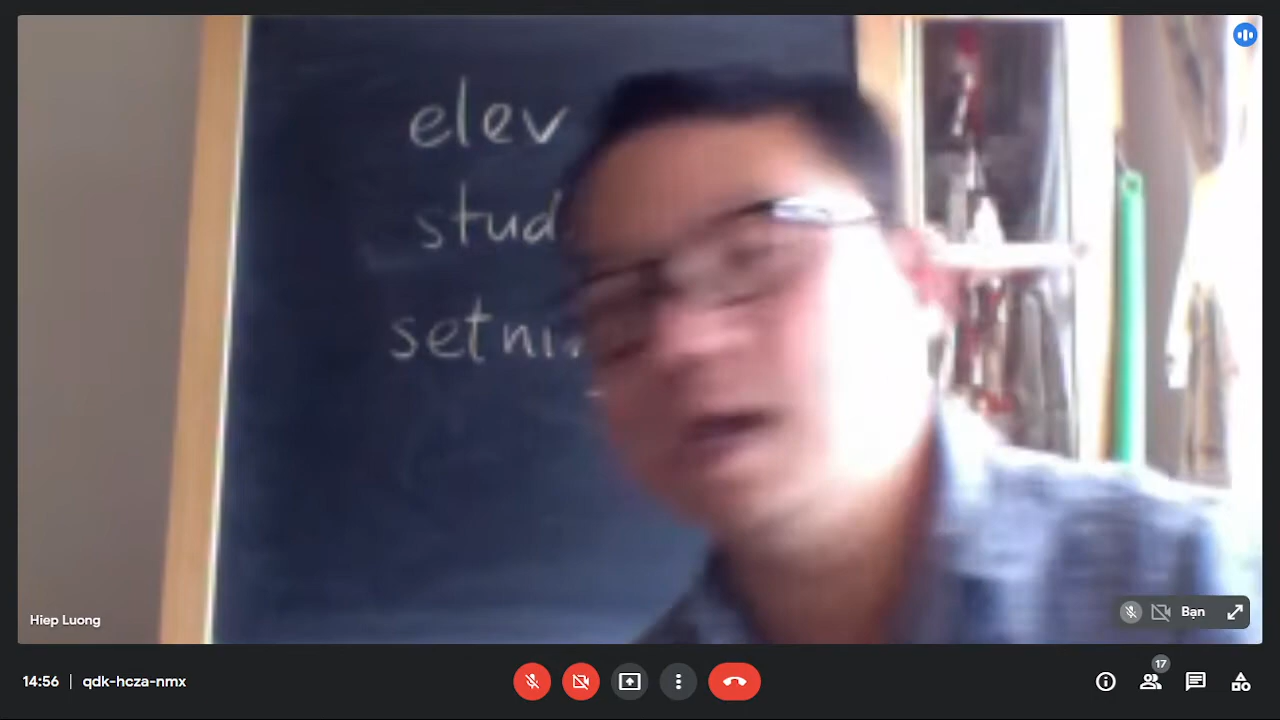 elev
stud
setni
Hiep Luong
Bạn
14:56 | qdk-hcza-nmx
17